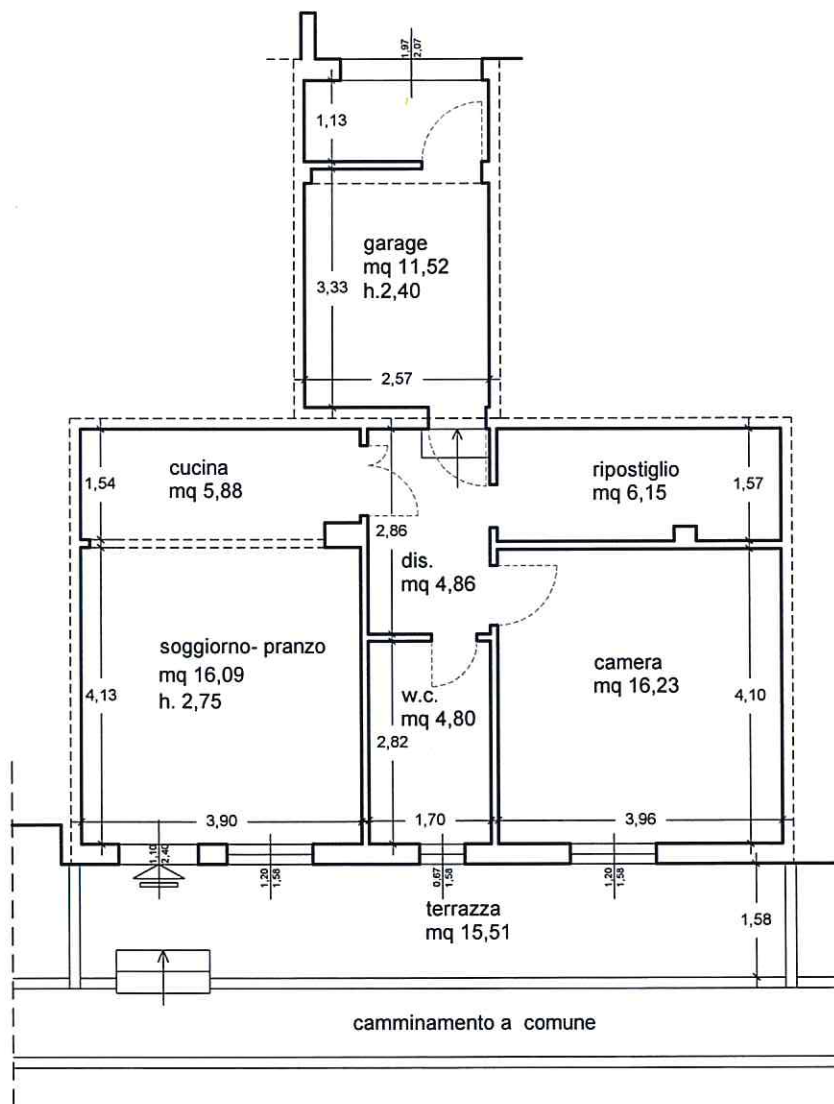 1,97
2,07
1,13
garage
mq 11,52
h.2,40
3,33
2,57
cucina
mq 5,88
1,54
ripostiglio
mq 6,15
1,57
2,86
dis.
mq 4,86
soggiorno- pranzo
mq 16,09
h. 2,75
4,13
camera
mq 16,23
4,10
w.c.
mq 4,80
2,82
3,90
1,70
3,96
1,10
2,40
1,20
1,58
0,67
1,58
1,20
1,58
terrazza
mq 15,51
1,58
camminamento a comune